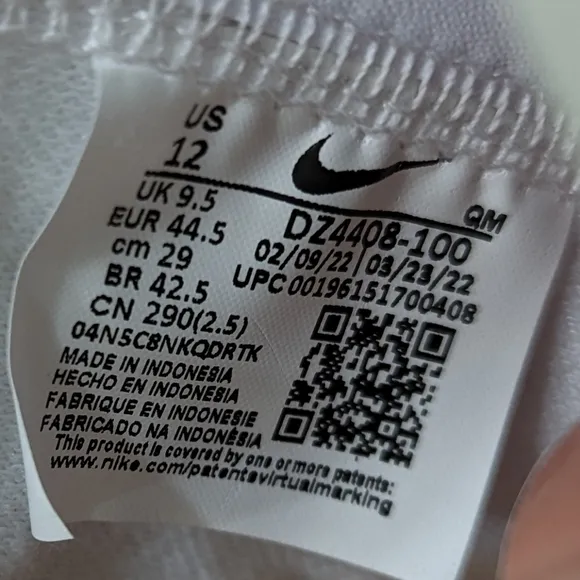 US
12
UK 9.5
EUR 44.5
cm 29
BR 42.5
CN 290(2.5)
QM
DZ4408-100
02/09/22 | 03/23/22
UPC 00196151700408
04N5C8NKQDRTK
MADE IN INDONESIA
HECHO EN INDONESIA
FABRIQUE EN INDONESIE
FABRICADO NA INDONÉSIA
This product is covered by one or more patents:
www.nike.com/patentsvirtualmarking